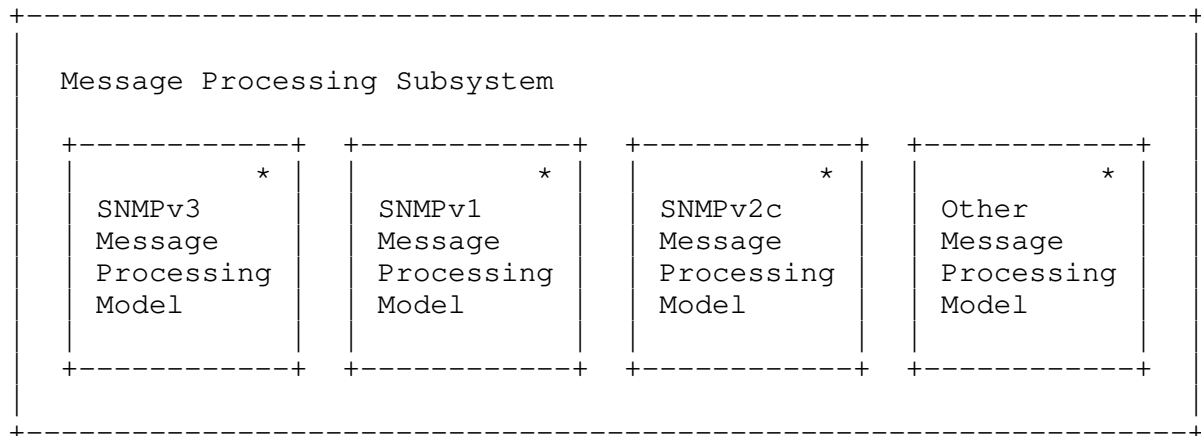 Message Processing Subsystem
* * * *
SNMPv3 SNMPv1 SNMPv2c Other
Message Message Message Message
Processing Processing Processing Processing
Model Model Model Model